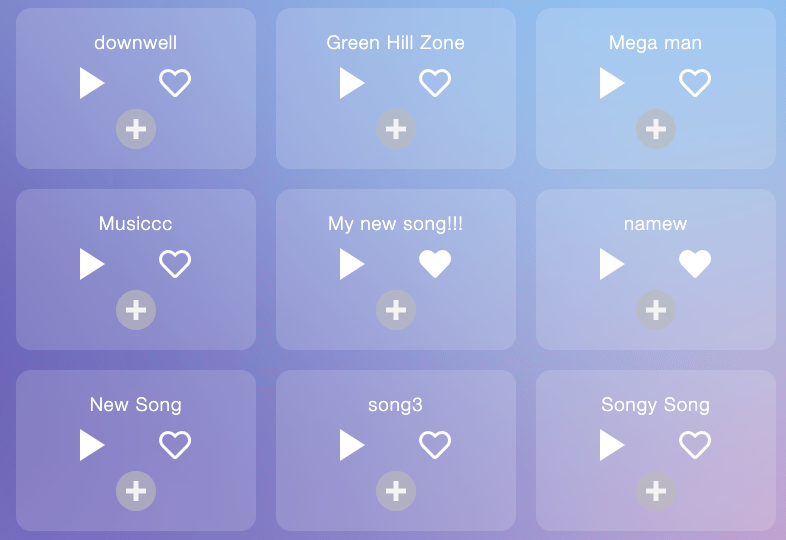 downwell
Green Hill Zone
Mega man
Musiccc
My new song!!!
namew
New Song
song3
Songy Song